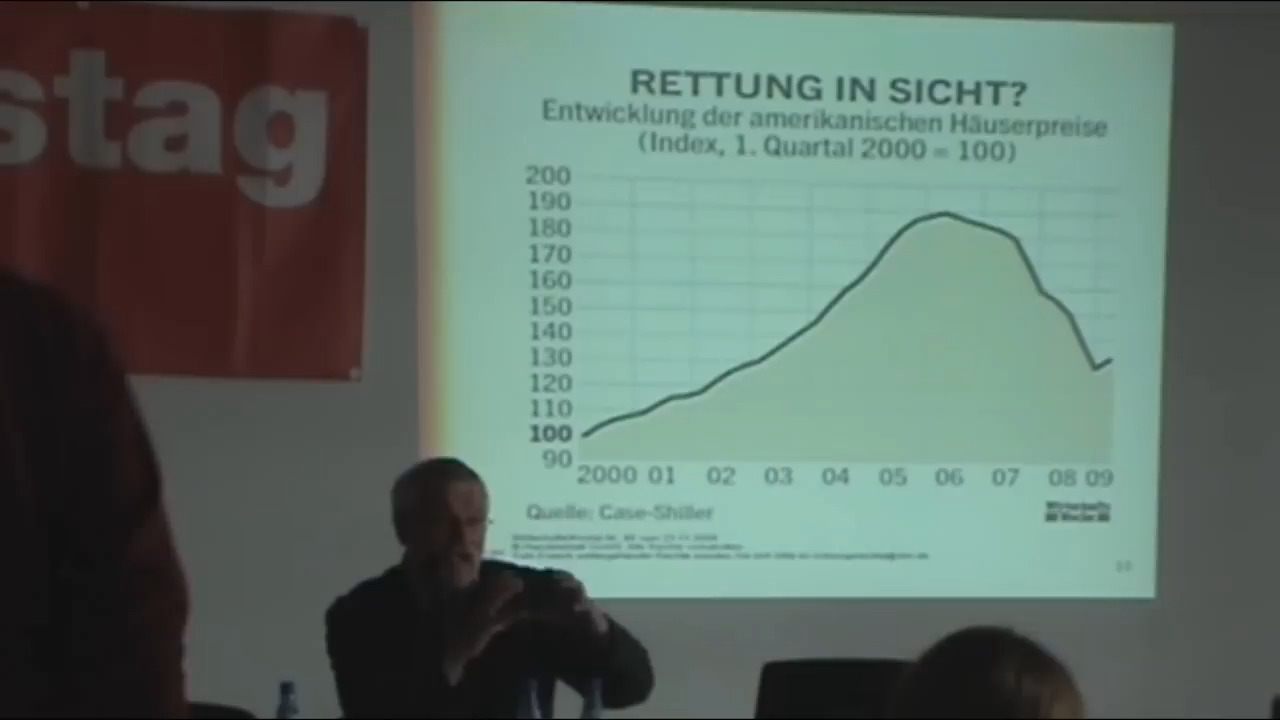 stag
RETTUNG IN SICHT?
Entwicklung der amerikanischen Häuserpreise
(Index, 1. Quartal 2000 = 100)
200
190
180
170
160
150
140
130
120
110
100
90
2000 01 02 03 04 05 06 07 08 09
Quelle: Case-Shiller